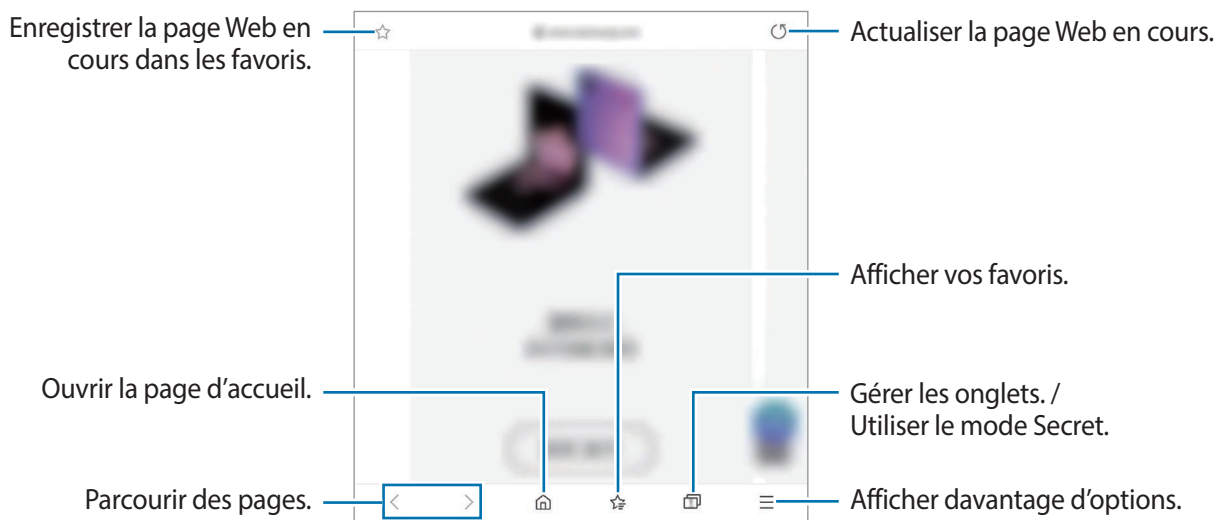 Enregistrer la page Web en
cours dans les favoris.
Actualiser la page Web en cours.
Afficher vos favoris.
Ouvrir la page d’accueil.
Gérer les onglets. /
Utiliser le mode Secret.
Parcourir des pages.
Afficher davantage d’options.